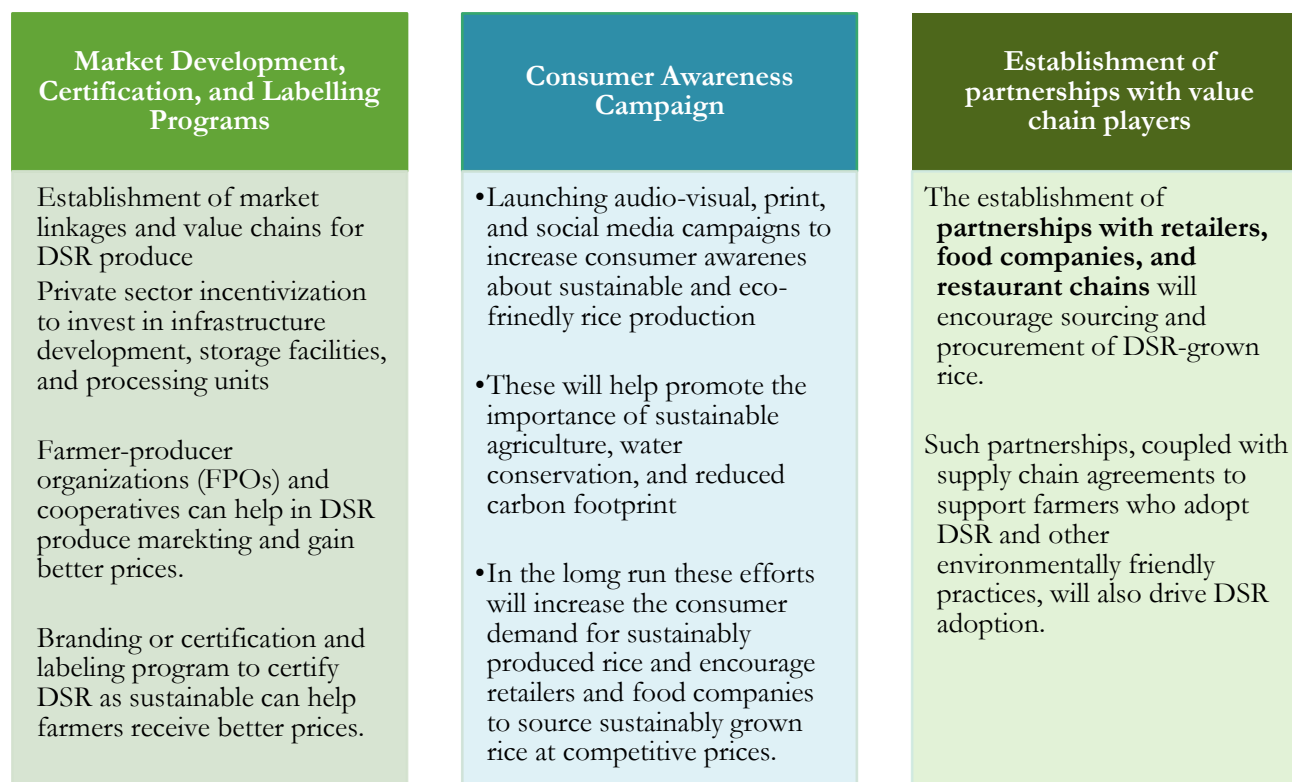 Market Development,
Certification, and Labelling
Programs
Establishment of market
linkages and value chains for
DSR produce
Private sector incentivization
to invest in infrastructure
development, storage facilities,
and processing units
Farmer-producer
organizations (FPOs) and
cooperatives can help in DSR
produce marekting and gain
better prices.
Branding or certification and
labeling program to certify
DSR as sustainable can help
farmers receive better prices.
Consumer Awareness
Campaign
•Launching audio-visual, print,
and social media campaigns to
increase consumer awarenes
about sustainable and eco-
frinedly rice production
•These will help promote the
importance of sustainable
agriculture, water
conservation, and reduced
carbon footprint
•In the lomg run these efforts
will increase the consumer
demand for sustainably
produced rice and encourage
retailers and food companies
to source sustainably grown
rice at competitive prices.
Establishment of
partnerships with value
chain players
The establishment of
partnerships with retailers,
food companies, and
restaurant chains will
encourage sourcing and
procurement of DSR-grown
rice.
Such partnerships, coupled with
supply chain agreements to
support farmers who adopt
DSR and other
environmentally friendly
practices, will also drive DSR
adoption.